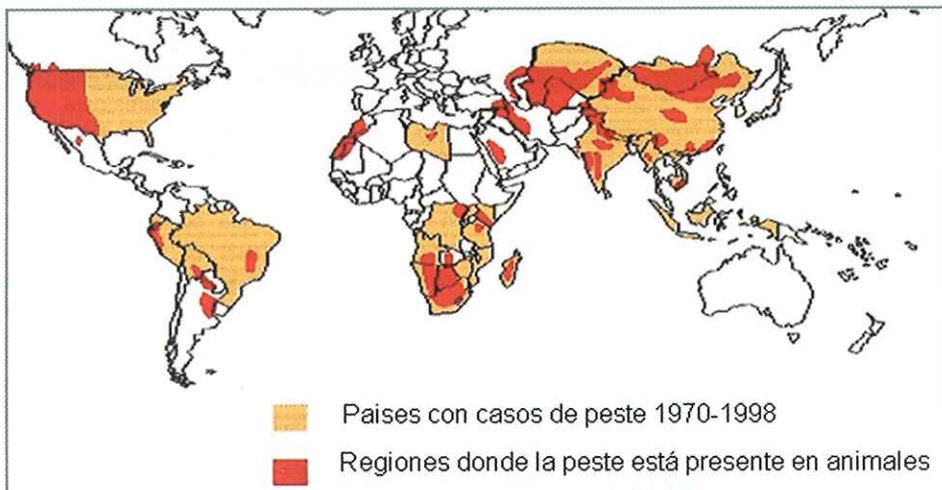 Paises con casos de peste 1970-1998
Regiones donde la peste está presente en animales